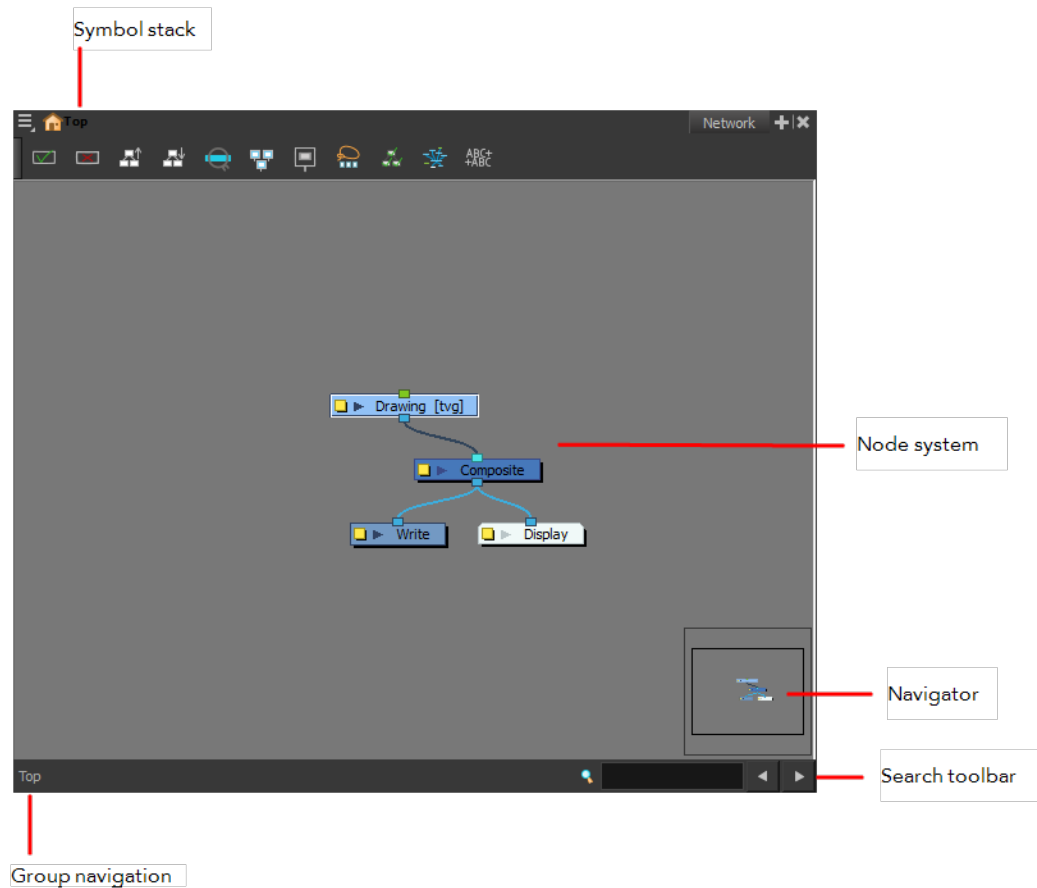 Symbol stack
Top
Network
ABC+
+ABC
Drawing [tvg]
Node system
Composite
Write
Display
Navigator
Top
Search toolbar
Group navigation